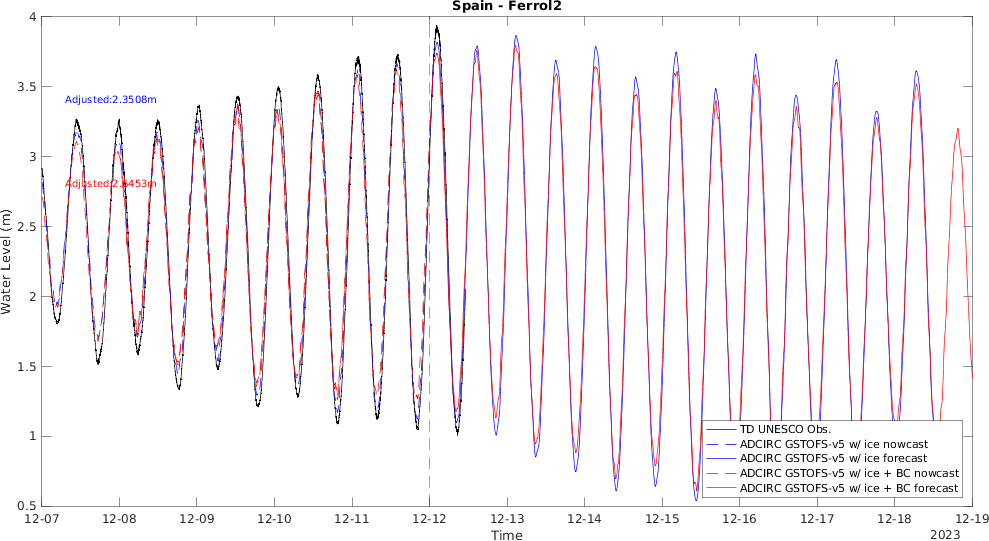 Spain - Ferrol2
4
3.5
3
2.5
2
1.5
1
0.5
Water Level (m)
Adjusted:2.3508m
Adjusted:2.6453m
TD UNESCO Obs.
ADCIRC GSTOFS-v5 w/ ice nowcast
ADCIRC GSTOFS-v5 w/ ice forecast
ADCIRC GSTOFS-v5 w/ ice + BC nowcast
ADCIRC GSTOFS-v5 w/ ice + BC forecast
12-07 12-08 12-09 12-10 12-11 12-12 12-13 12-14 12-15 12-16 12-17 12-18 12-19
Time
2023